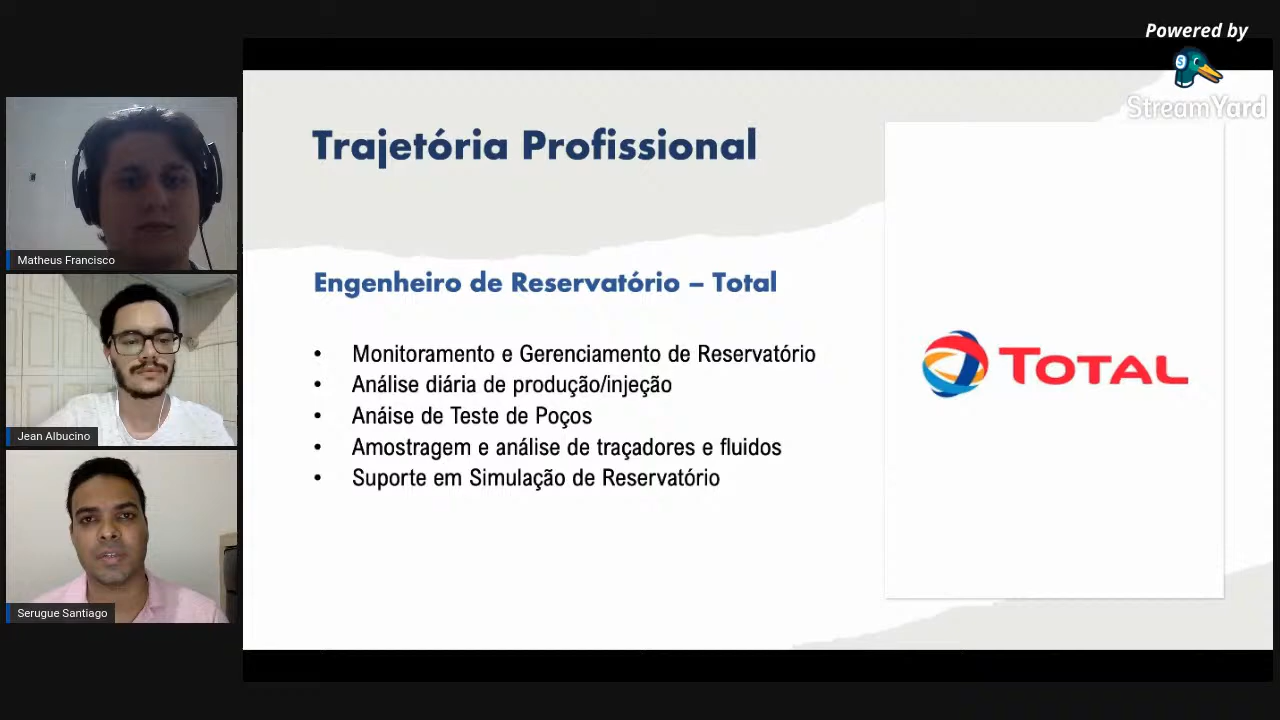 Powered by
StreamYard
Trajetória Profissional
Engenheiro de Reservatório – Total
• Monitoramento e Gerenciamento de Reservatório
• Análise diária de produção/injeção
• Anáise de Teste de Poços
• Amostragem e análise de traçadores e fluidos
• Suporte em Simulação de Reservatório
TOTAL
Matheus Francisco
Jean Albucino
Serugue Santiago